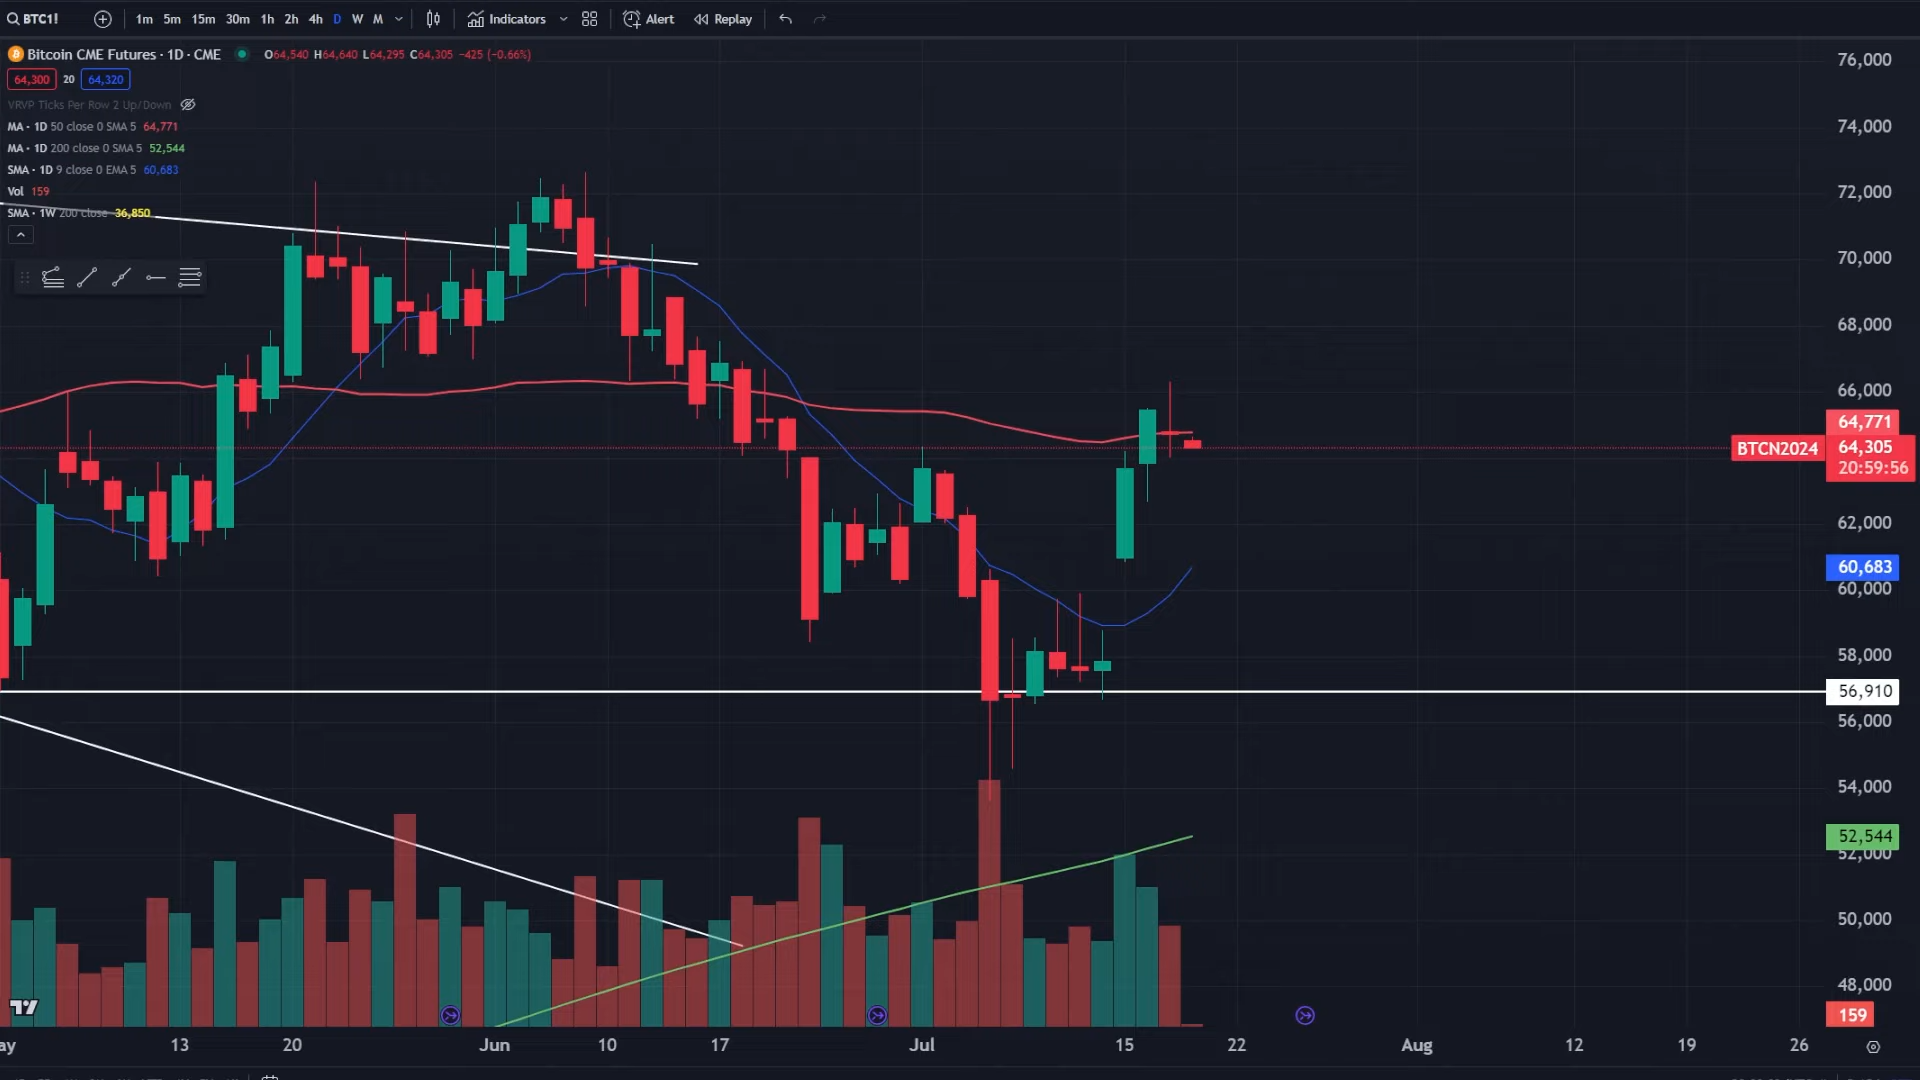 BTC1! 1m 5m 15m 30m 1h 2h 4h D W M Indicators Alert Replay
Bitcoin CME Futures · 1D · CME O64,540 H64,640 L64,295 C64,305 −425 (−0.66%)
64,300 20 64,320
VRVP Ticks Per Row 2 Up/Down
MA · 1D 50 close 0 SMA 5 64,771
MA · 1D 200 close 0 SMA 5 52,544
SMA · 1D 9 close 0 EMA 5 60,683
Vol 159
SMA · 1W 200 close 36,850
76,000
74,000
72,000
70,000
68,000
66,000
64,771
BTCN2024 64,305
20:59:56
62,000
60,683
60,000
58,000
56,910
56,000
54,000
52,544
52,000
50,000
48,000
159
ay 13 20 Jun 10 17 Jul 15 22 Aug 12 19 26